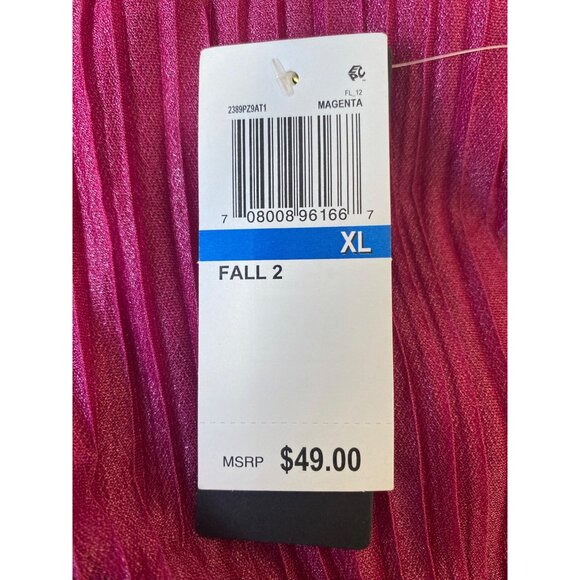 FL_12
2389PZ9AT1 MAGENTA
7 08008 96166 7
XL
FALL 2
MSRP $49.00